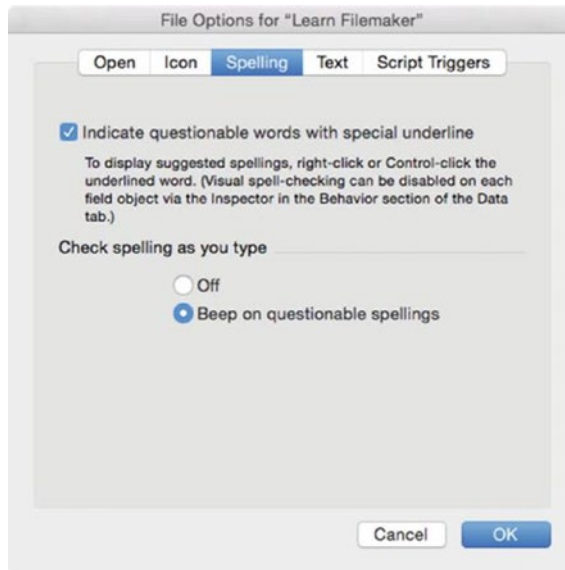 File Options for “Learn Filemaker”
Open Icon Spelling Text Script Triggers
Indicate questionable words with special underline
To display suggested spellings, right-click or Control-click the
underlined word. (Visual spell-checking can be disabled on each
field object via the Inspector in the Behavior section of the Data
tab.)
Check spelling as you type
Off
Beep on questionable spellings
Cancel OK